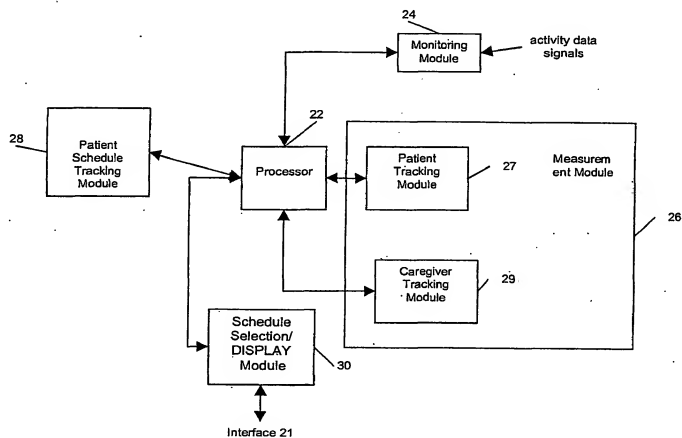 24
Monitoring
Module
activity data
signals
28
Patient
Schedule
Tracking
Module
22
Processor
Patient
Tracking
Module
27
Measurem
ent Module
26
Caregiver
Tracking
Module
29
Schedule
Selection/
DISPLAY
Module
30
Interface 21